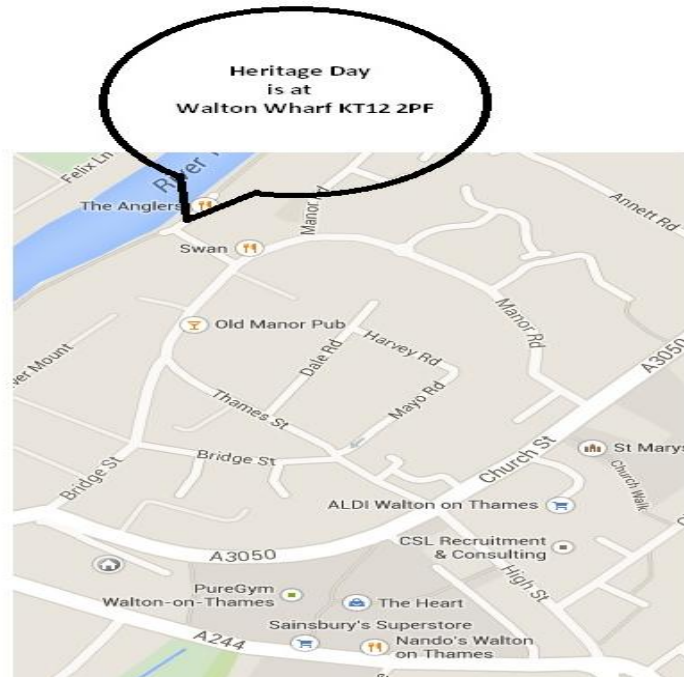 Heritage Day
is at
Walton Wharf KT12 2PF
Felix Ln
River
The Anglers
Manor Rd
Annett Rd
Swan
Old Manor Pub
Manor Rd
Harvey Rd
Dale Rd
A3050
ver Mount
Mayo Rd
Thames St
Bridge St
Church St
St Marys
Church Walk
Bridge St
ALDI Walton on Thames
CSL Recruitment
& Consulting
A3050
High St
PureGym
Walton-on-Thames
The Heart
Sainsbury's Superstore
A244
Nando's Walton
on Thames